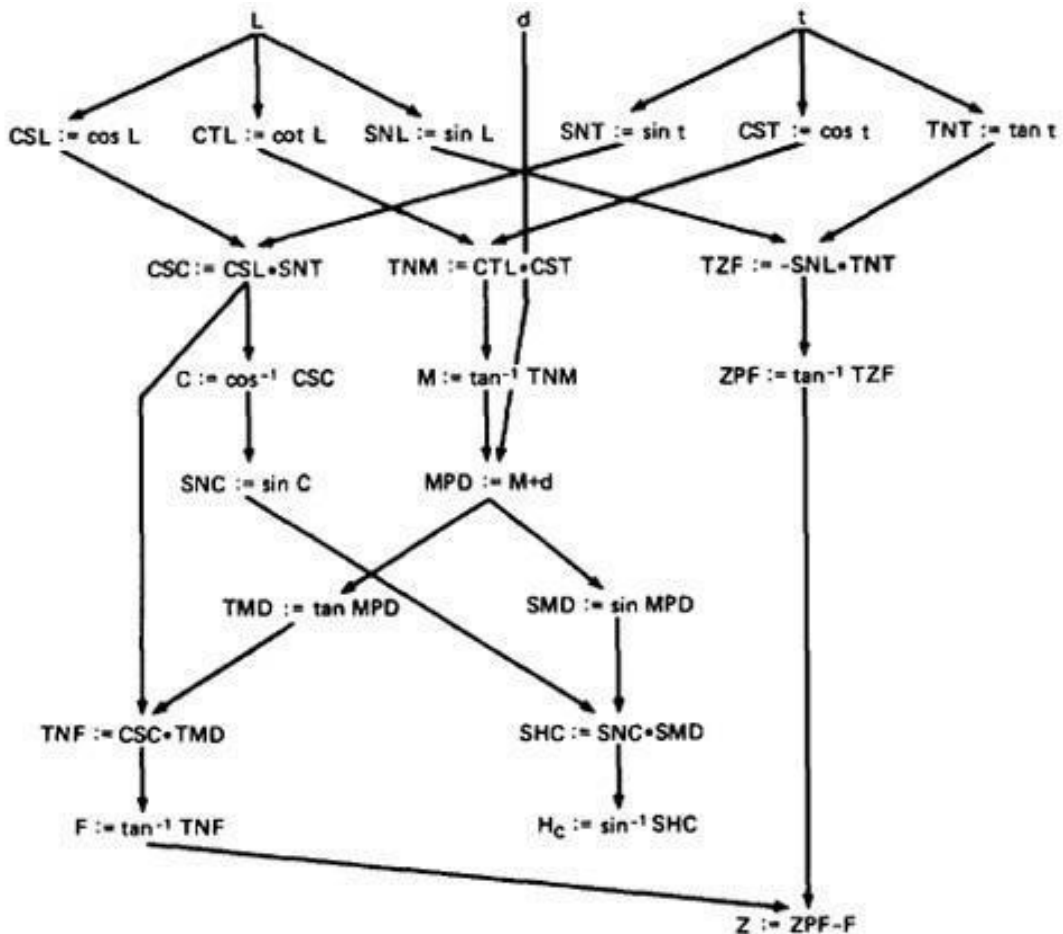 L d t
CSL := cos L CTL := cot L SNL := sin L SNT := sin t CST := cos t TNT := tan t
CSC := CSL•SNT TNM := CTL•CST TZF := -SNL•TNT
C := cos⁻¹ CSC M := tan⁻¹ TNM ZPF := tan⁻¹ TZF
SNC := sin C MPD := M+d
TMD := tan MPD SMD := sin MPD
TNF := CSC•TMD SHC := SNC•SMD
F := tan⁻¹ TNF H_C := sin⁻¹ SHC
Z := ZPF-F